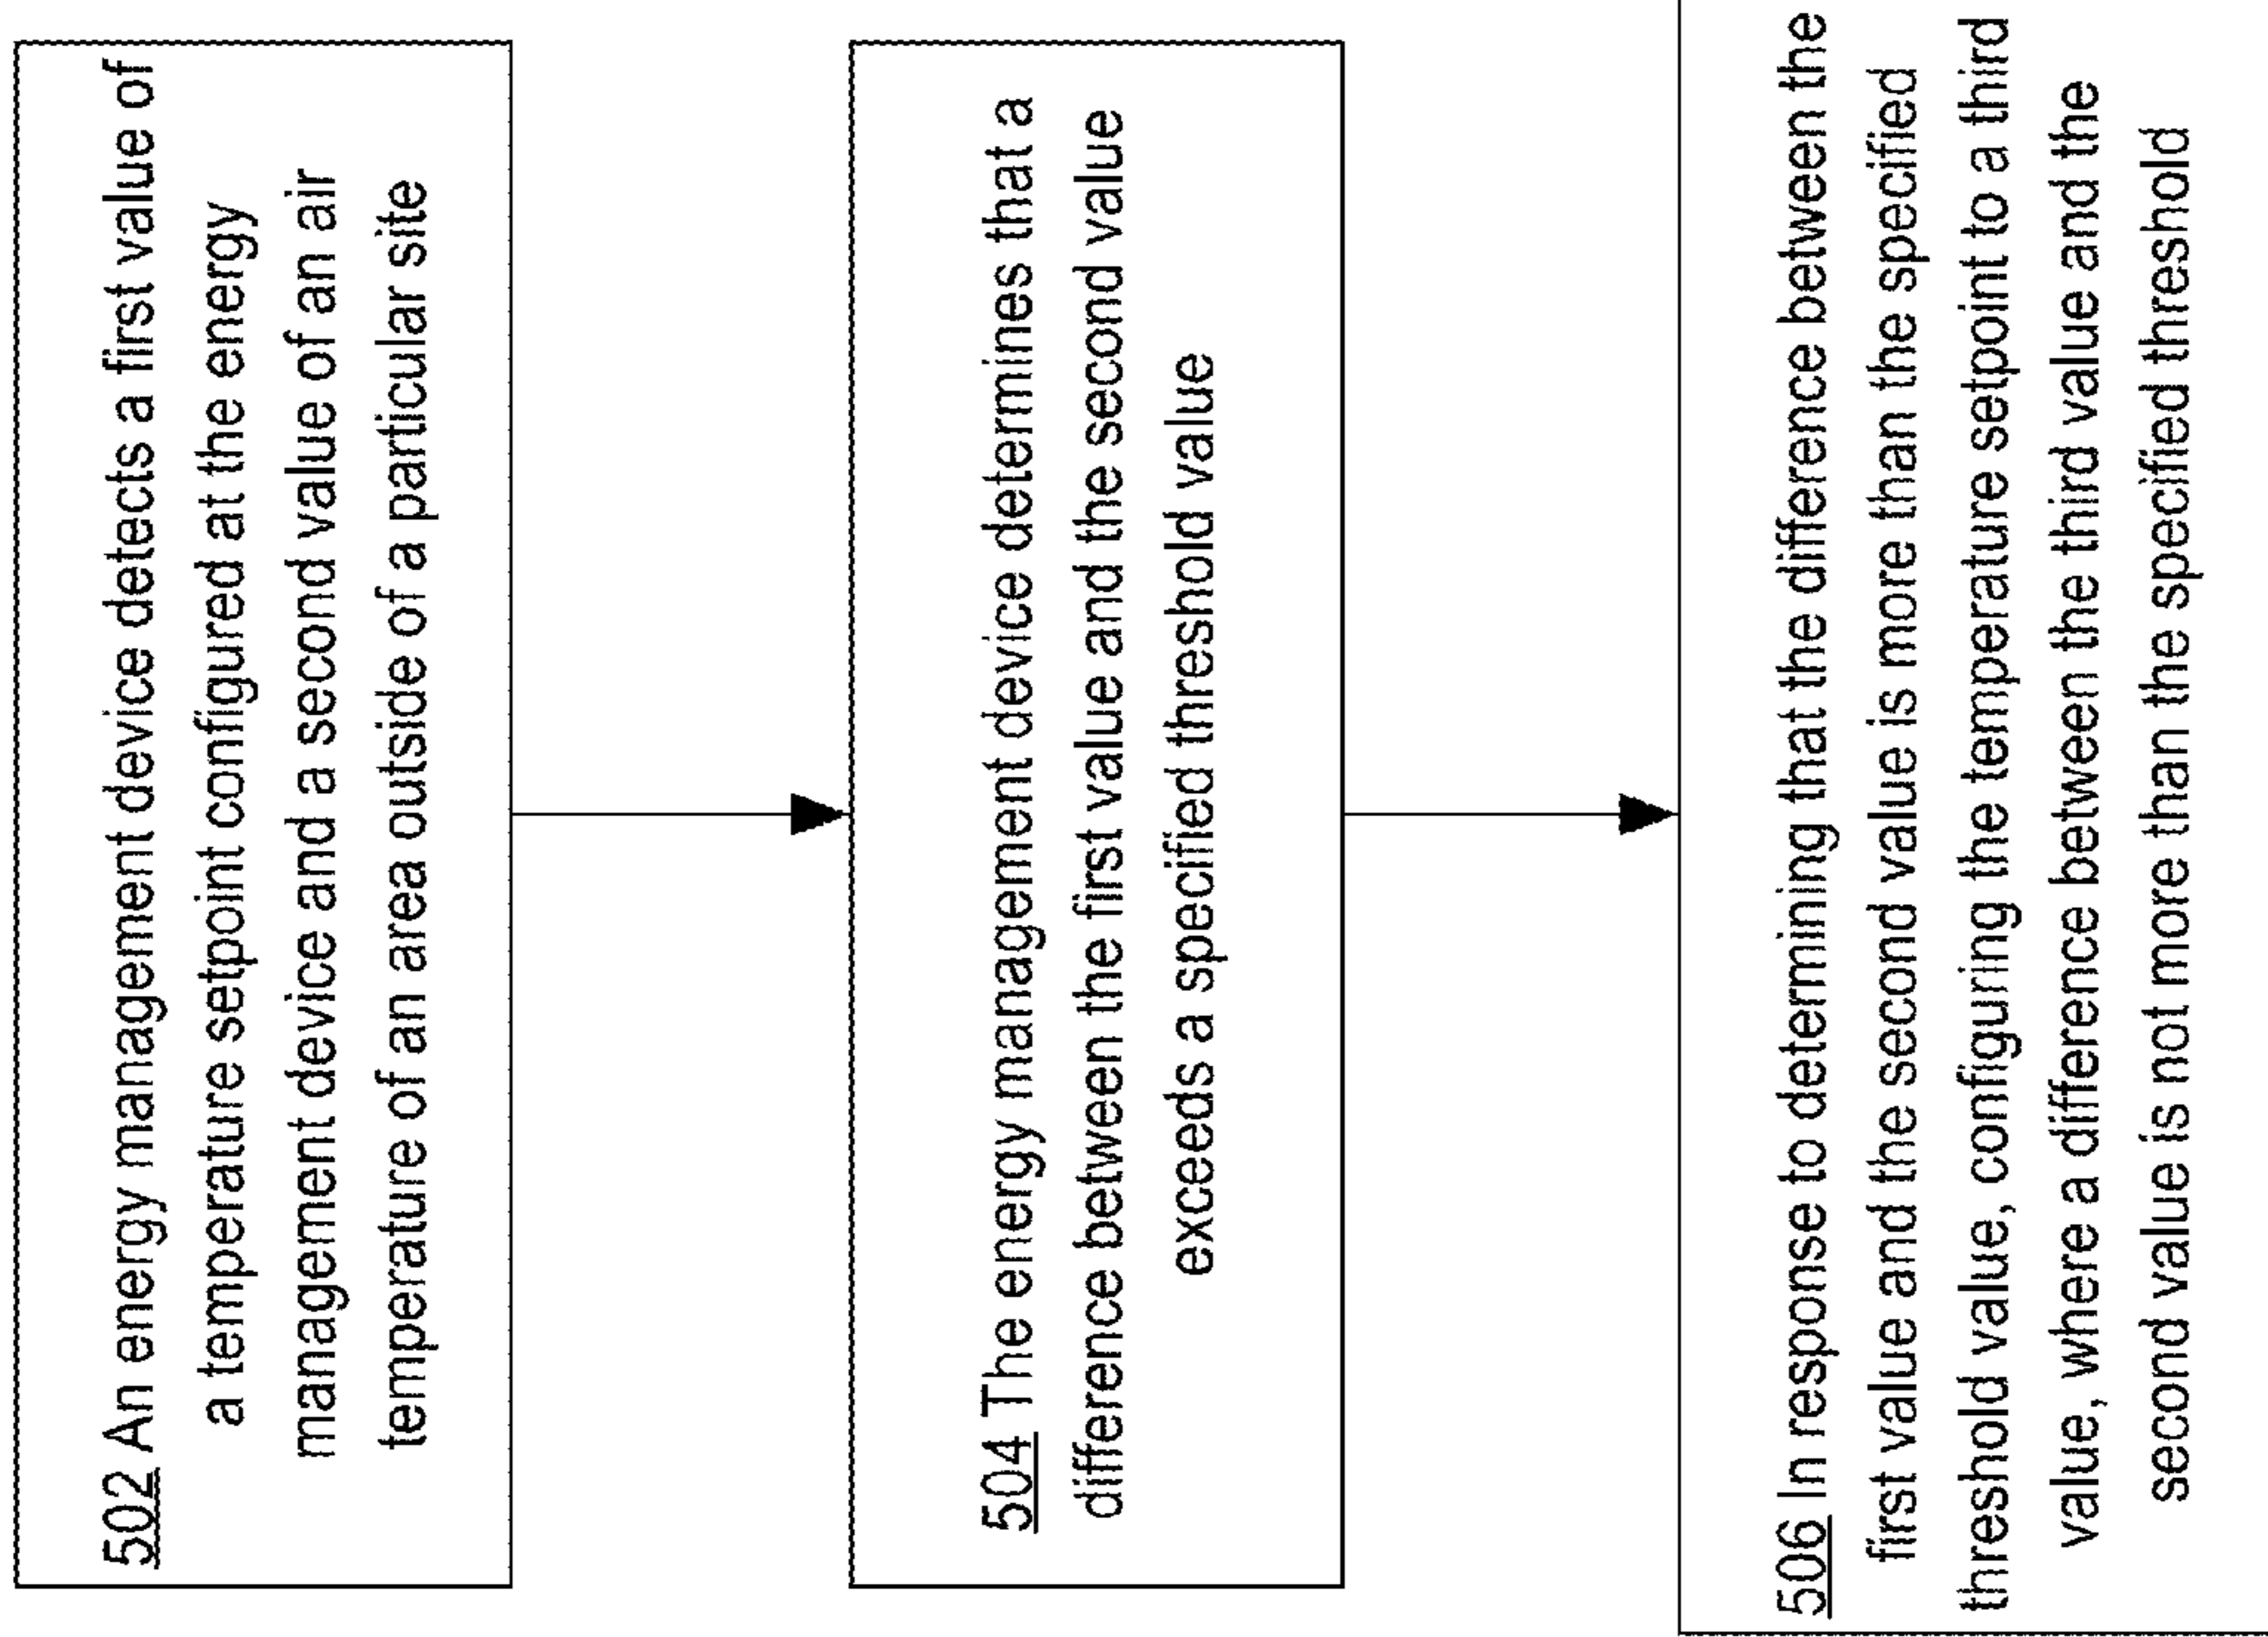 502 An energy management device detects a first value of
a temperature setpoint configured at the energy
management device and a second value of an air
temperature of an area outside of a particular site
504 The energy management device determines that a
difference between the first value and the second value
exceeds a specified threshold value
506 In response to determining that the difference between the
first value and the second value is more than the specified
threshold value, configuring the temperature setpoint to a third
value, where a difference between the third value and the
second value is not more than the specified threshold